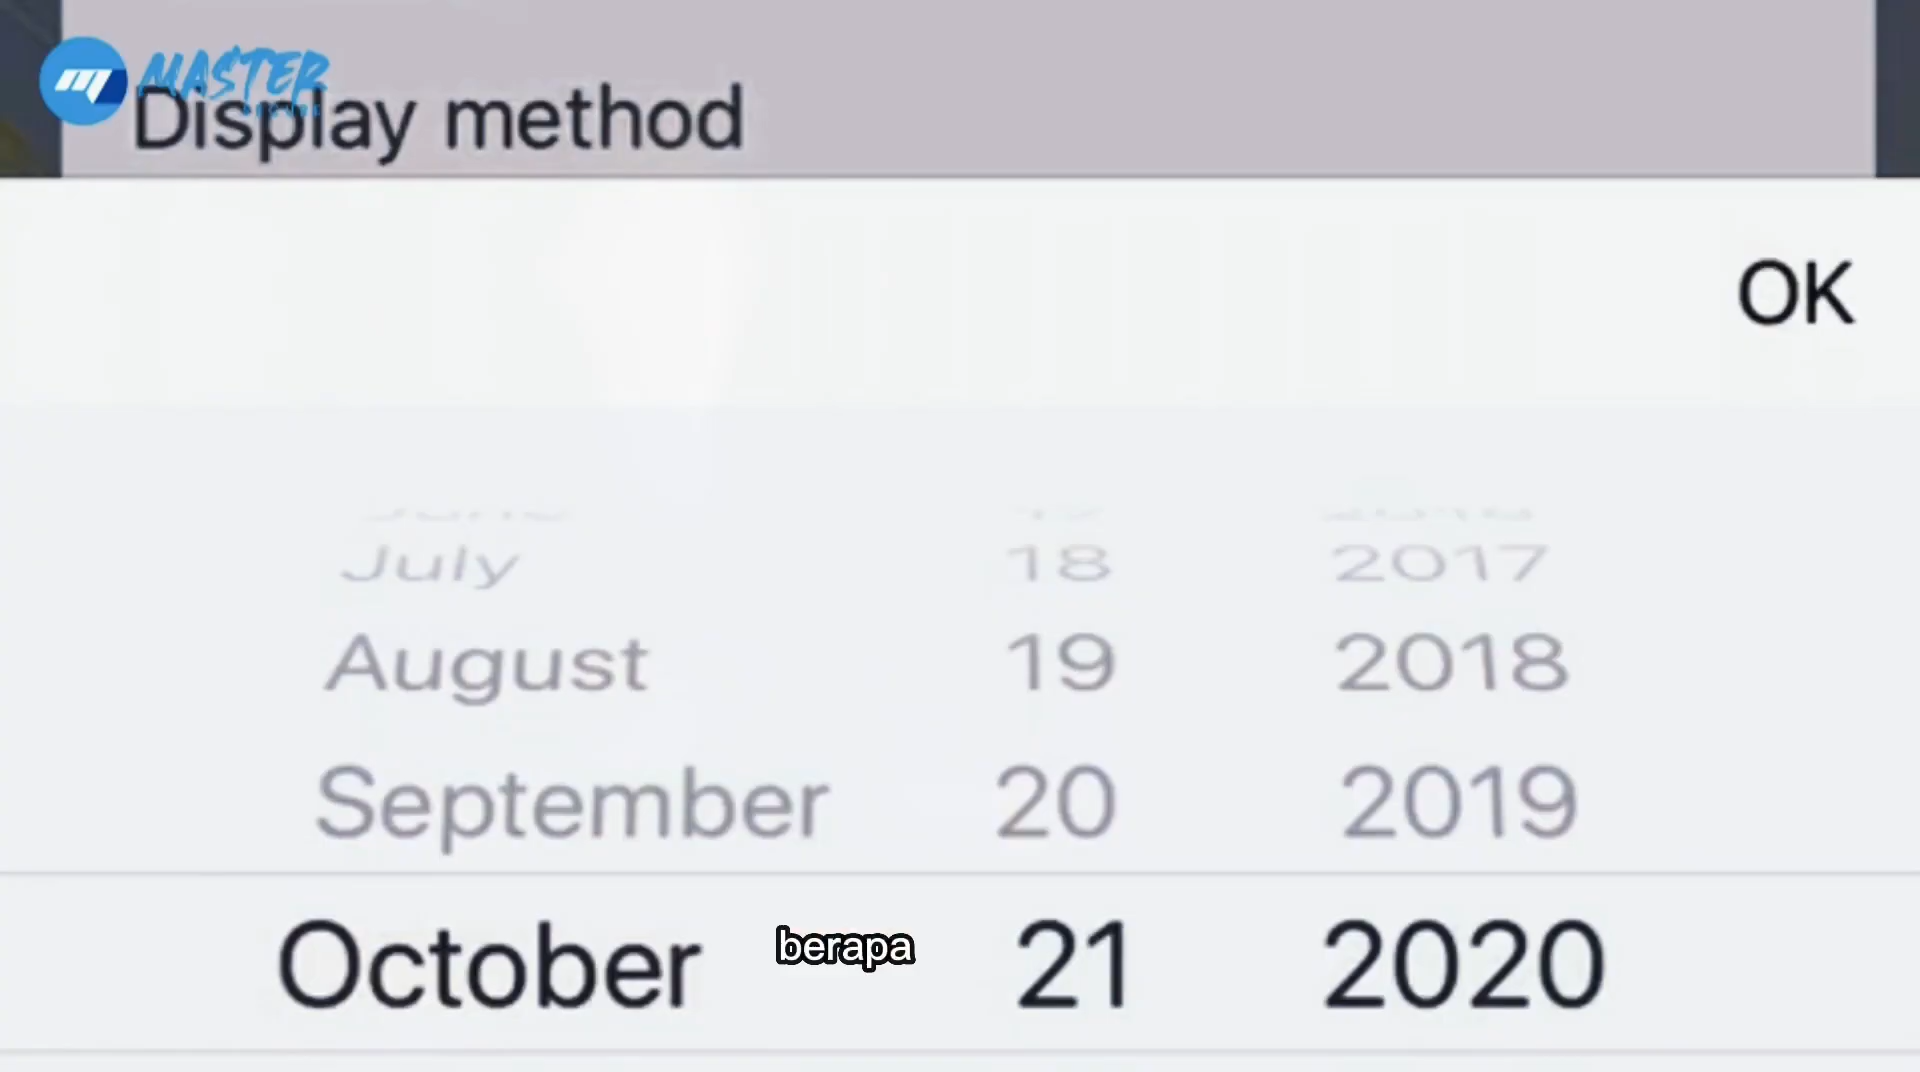 MASTER
Display method
OK
July 18 2017
August 19 2018
September 20 2019
October 21 2020
berapa